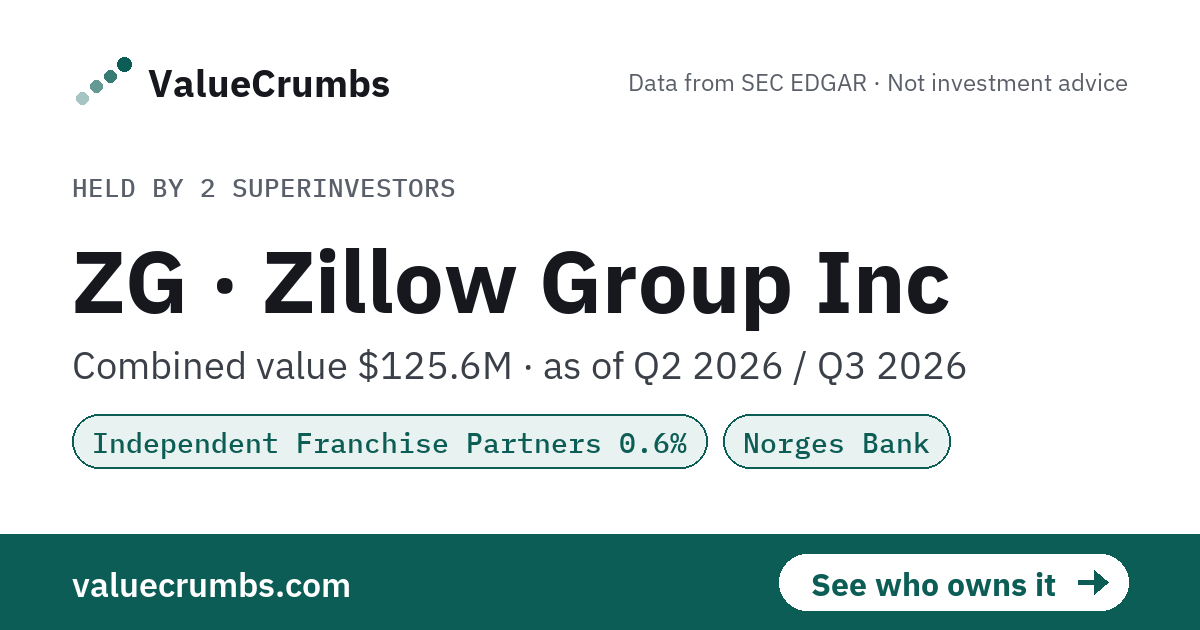 ValueCrumbs
Data from SEC EDGAR · Not investment advice
HELD BY 2 SUPERINVESTORS
ZG · Zillow Group Inc
Combined value $125.6M · as of Q2 2026 / Q3 2026
Independent Franchise Partners 0.6%
Norges Bank
valuecrumbs.com
See who owns it →